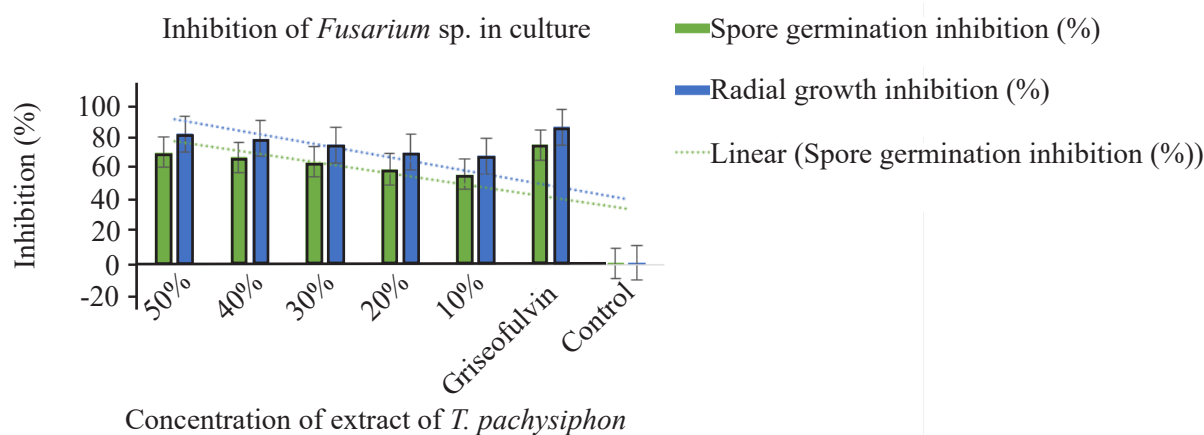 Inhibition of Fusarium sp. in culture
Spore germination inhibition (%)
Radial growth inhibition (%)
Linear (Spore germination inhibition (%))
Inhibition (%)
100
80
60
40
20
0
-20
50%
40%
30%
20%
10%
Griseofulvin
Control
Concentration of extract of T. pachysiphon